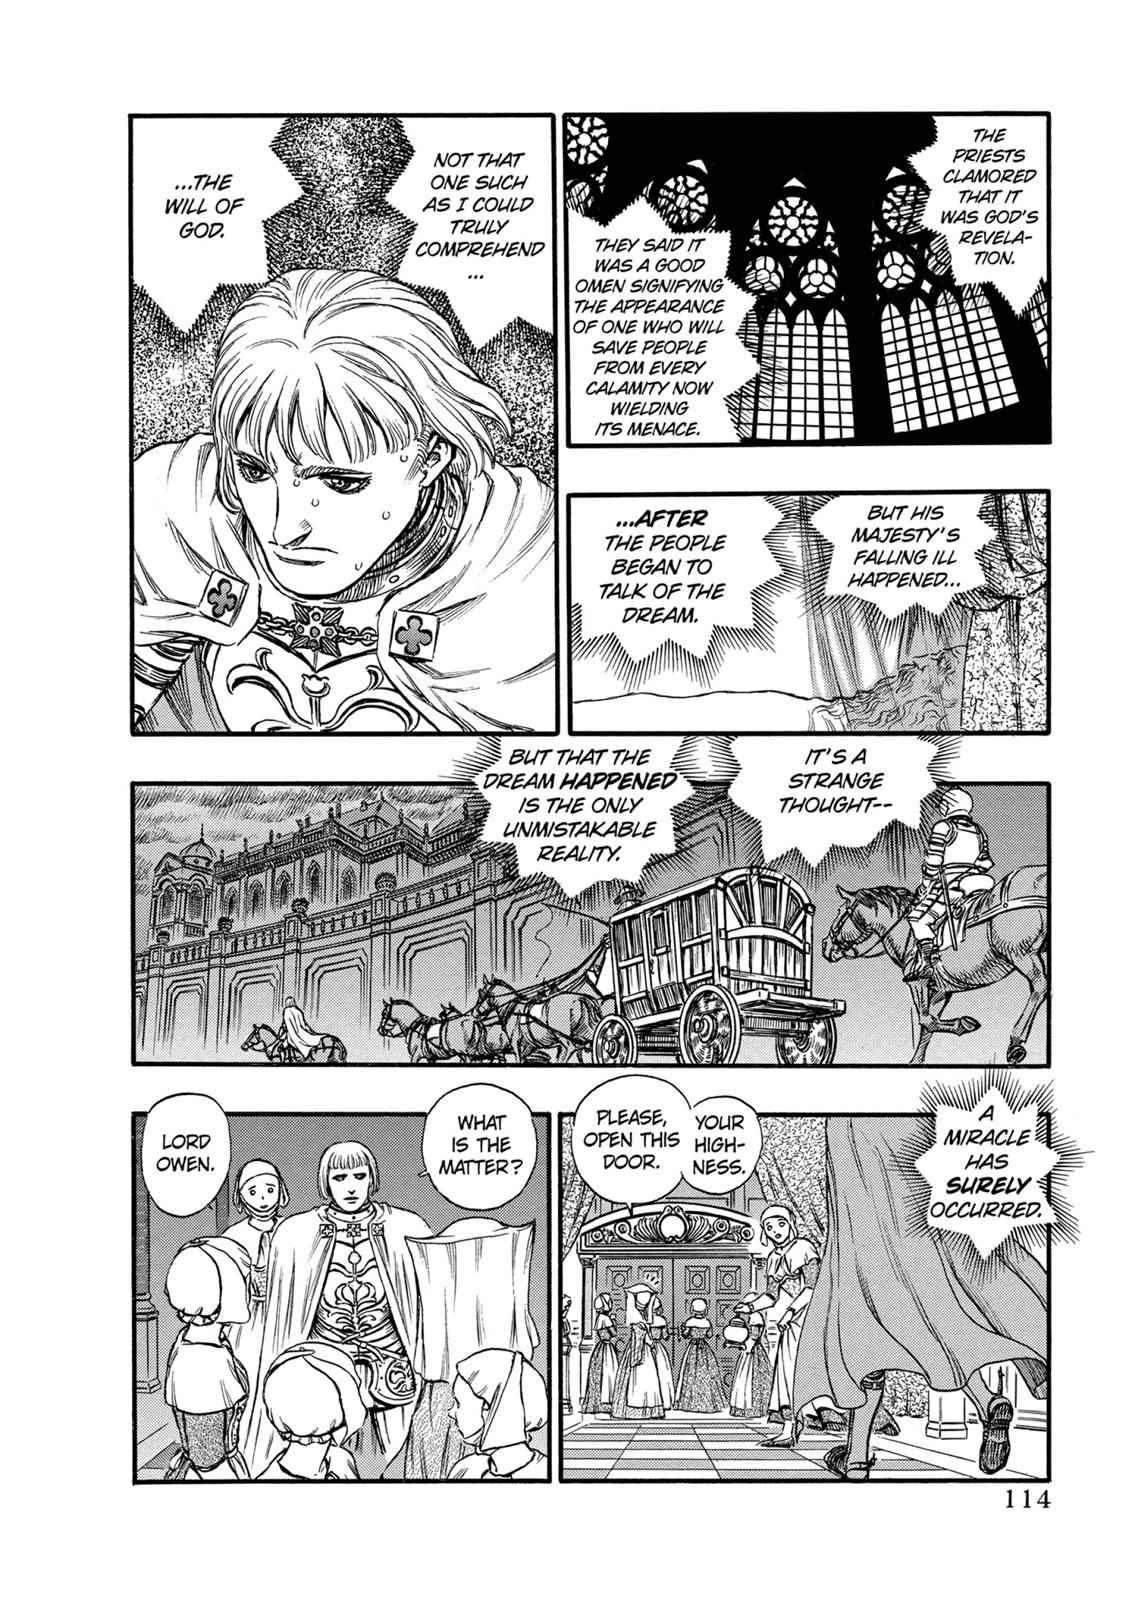 THE
PRIESTS
CLAMORED
THAT IT
WAS GOD'S
REVELA-
TION.
THEY SAID IT
WAS A GOOD
OMEN SIGNIFYING
THE APPEARANCE
OF ONE WHO WILL
SAVE PEOPLE
FROM EVERY
CALAMITY NOW
WIELDING
ITS MENACE.
NOT THAT
ONE SUCH
AS I COULD
TRULY
COMPREHEND
...
...THE
WILL OF
GOD.
BUT HIS
MAJESTY'S
FALLING ILL
HAPPENED...
...AFTER
THE PEOPLE
BEGAN TO
TALK OF THE
DREAM.
IT'S A
STRANGE
THOUGHT--
BUT THAT THE
DREAM HAPPENED
IS THE ONLY
UNMISTAKABLE
REALITY.
A
MIRACLE
HAS
SURELY
OCCURRED.
YOUR
HIGH-
NESS.
PLEASE,
OPEN THIS
DOOR.
WHAT
IS THE
MATTER?
LORD
OWEN.
114